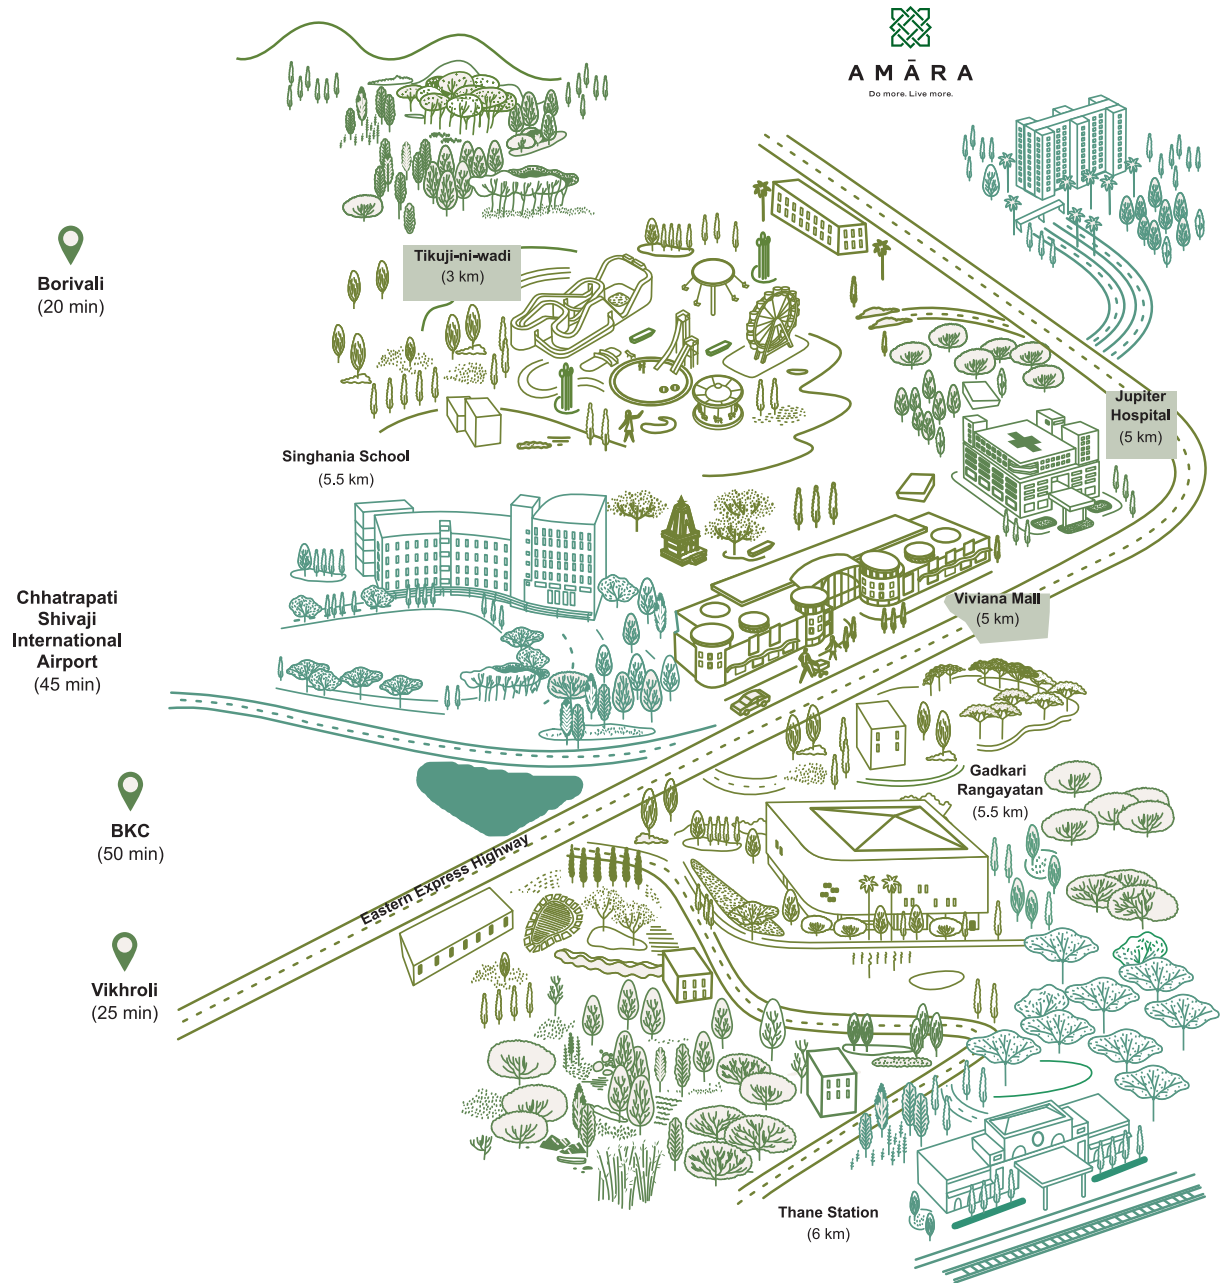 AMĀRA
Do more. Live more.
Tikuji-ni-wadi
(3 km)
Borivali
(20 min)
Jupiter
Hospital
(5 km)
Singhania School
(5.5 km)
Chhatrapati
Shivaji
International
Airport
(45 min)
Viviana Mall
(5 km)
Gadkari
Rangayatan
(5.5 km)
BKC
(50 min)
Eastern Express Highway
Vikhroli
(25 min)
Thane Station
(6 km)